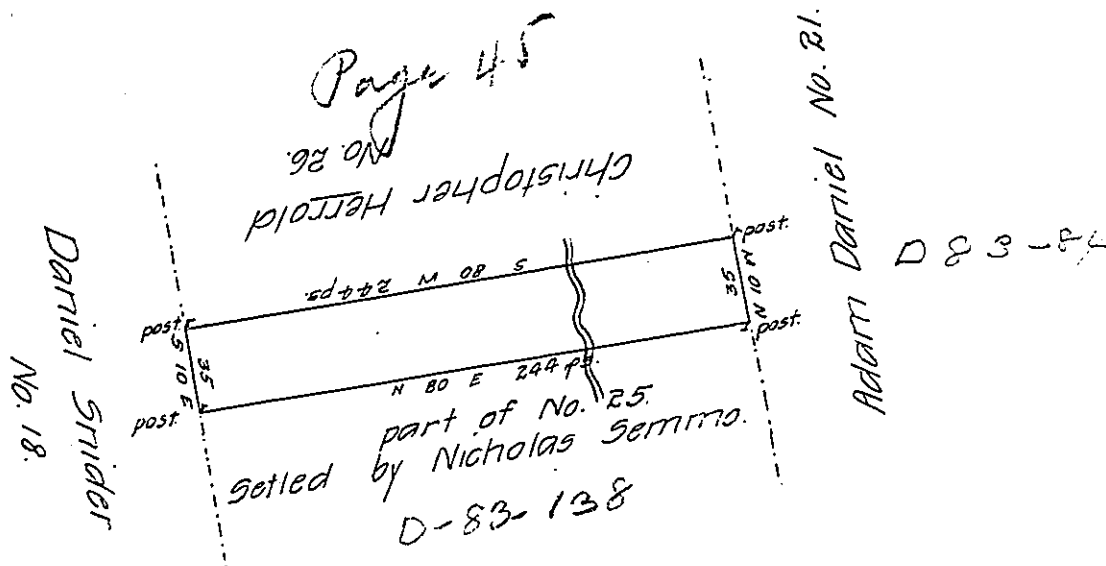 Page 45
No. 26.
Christopher Herrold
Adam Daniel No. 21.
D 83-84
Daniel Snider
No. 18.
S 80 W 244 ps.
post.
N 10 W
35
post.
N 80 E 244 ps.
post.
S 10 E
35
post.
part of No. 25.
Setled by Nicholas Semmo.
D-83-138